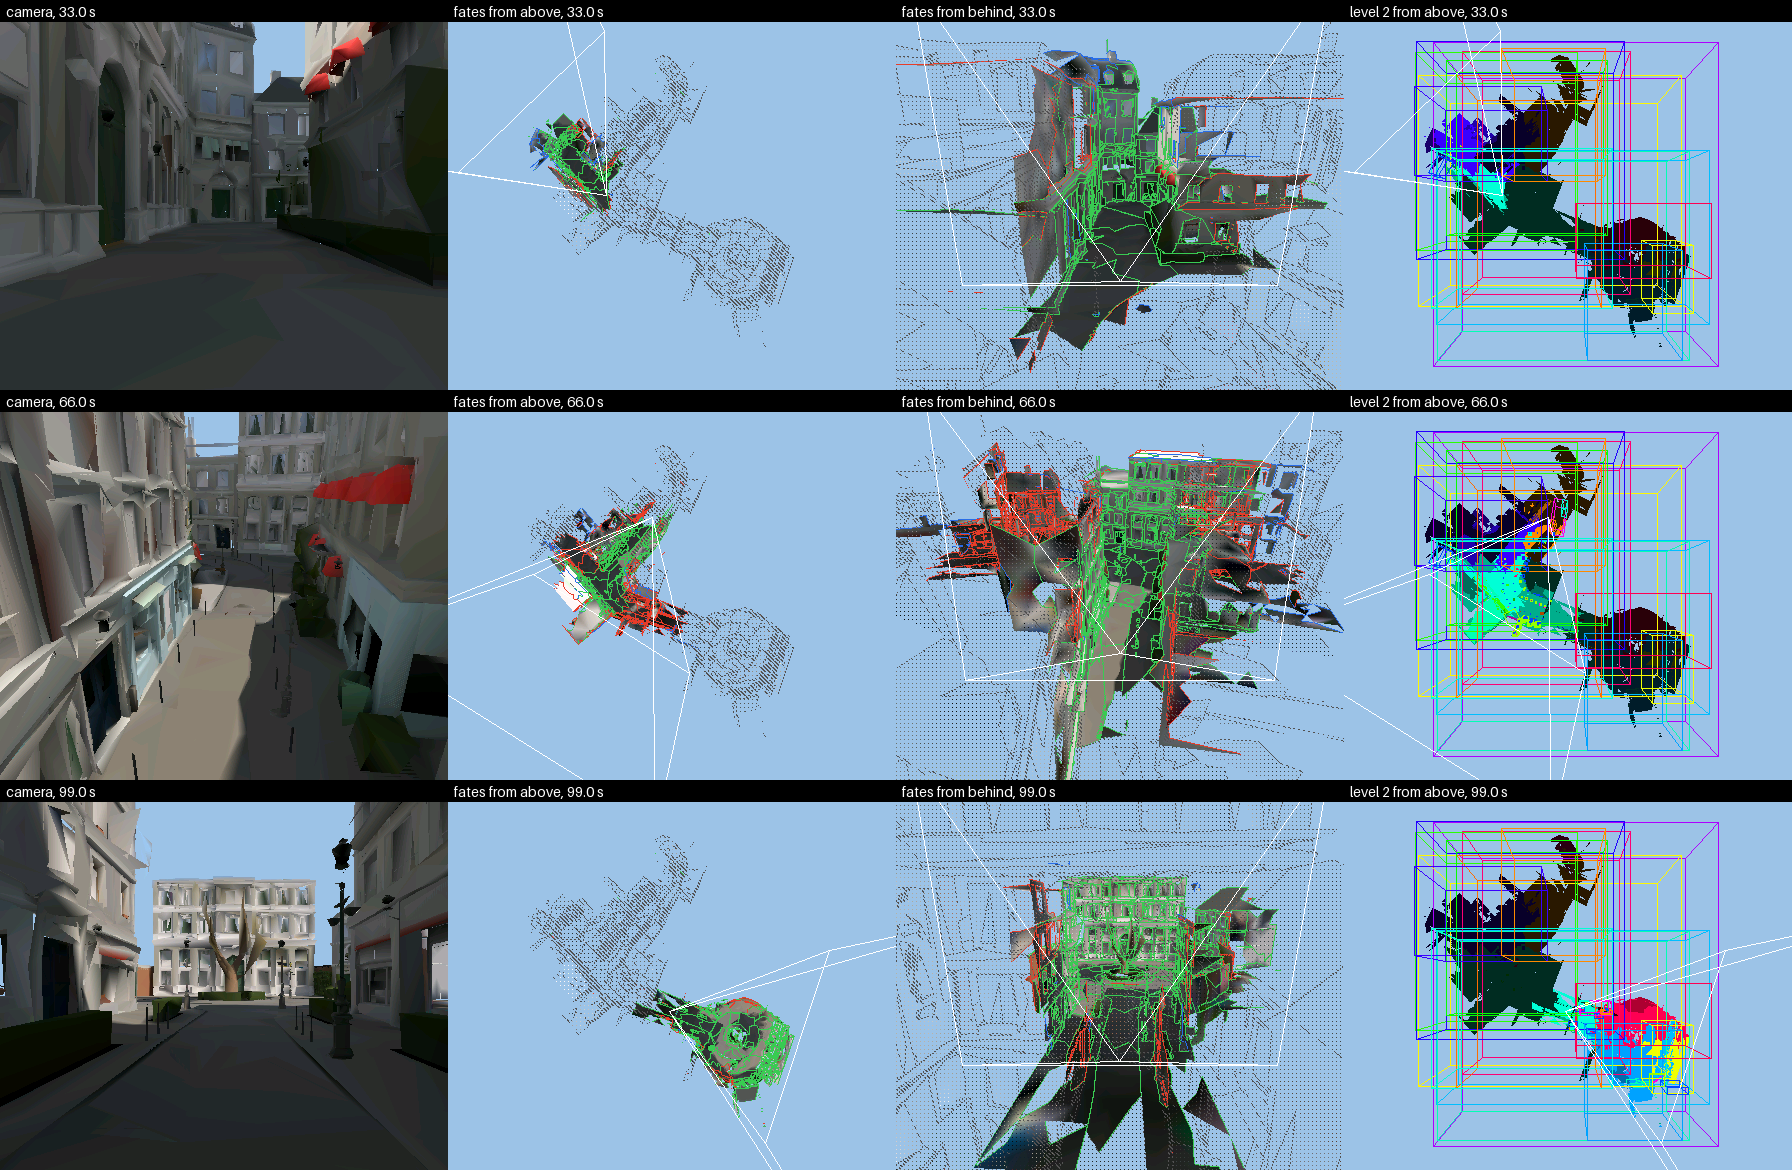 camera, 33.0 s
fates from above, 33.0 s
fates from behind, 33.0 s
level 2 from above, 33.0 s
camera, 66.0 s
fates from above, 66.0 s
fates from behind, 66.0 s
level 2 from above, 66.0 s
camera, 99.0 s
fates from above, 99.0 s
fates from behind, 99.0 s
level 2 from above, 99.0 s